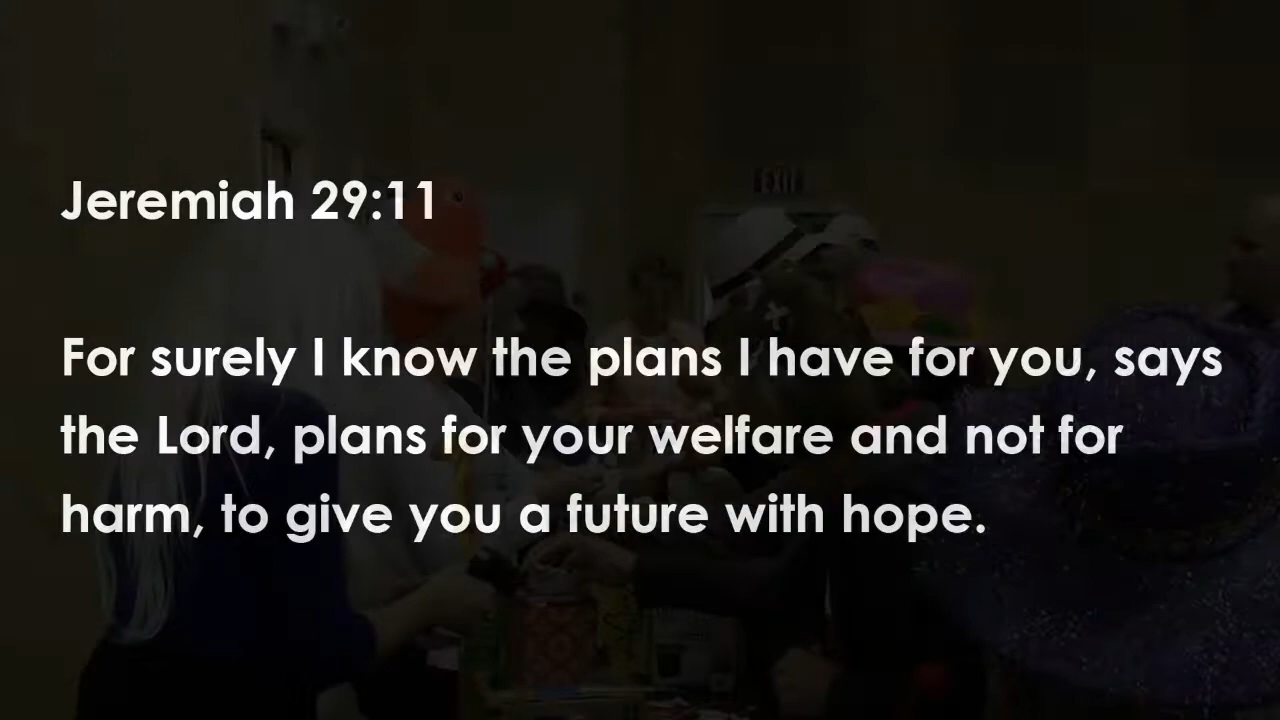 Jeremiah 29:11
EXIT
For surely I know the plans I have for you, says
the Lord, plans for your welfare and not for
harm, to give you a future with hope.